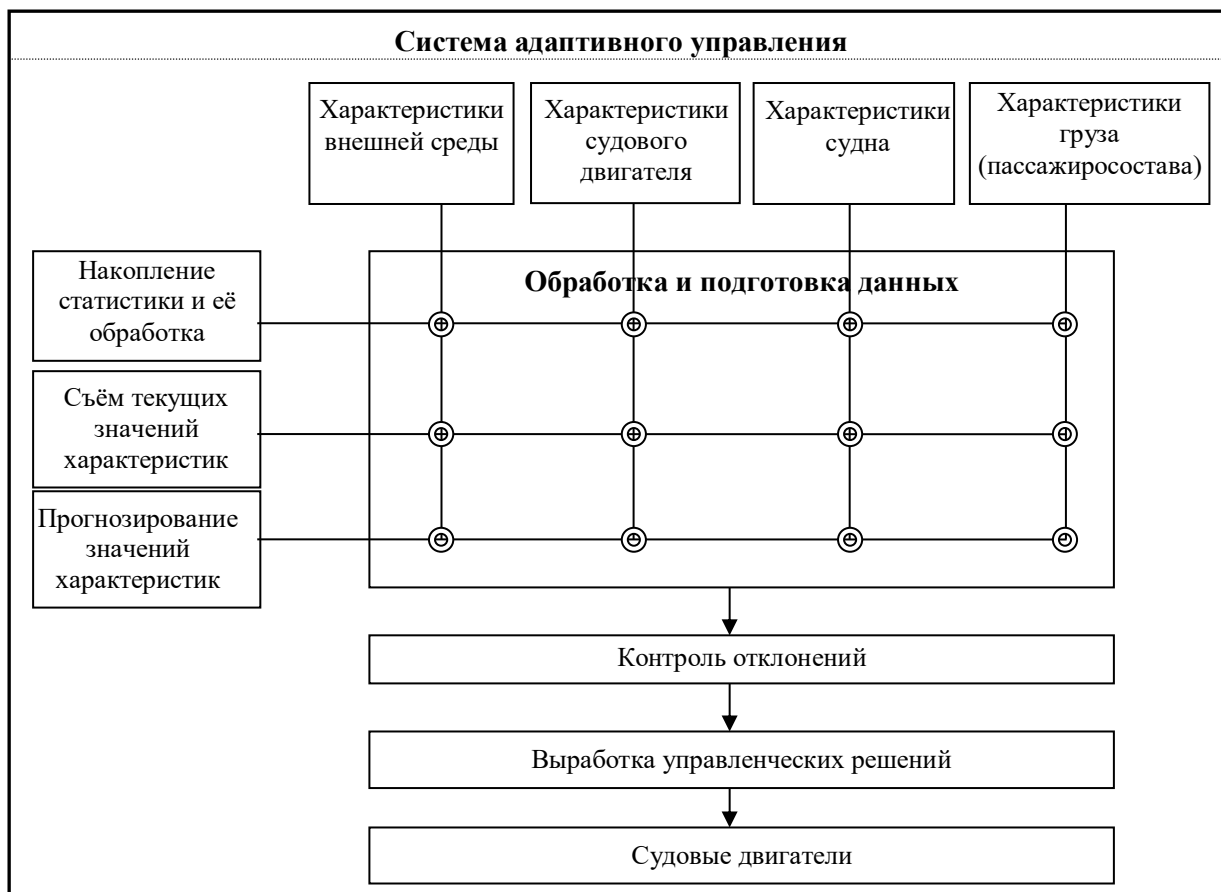 Система адаптивного управления
Характеристики
внешней среды
Характеристики
судового
двигателя
Характеристики
судна
Характеристики
груза
(пассажиросостава)
Накопление
статистики и её
обработка
Обработка и подготовка данных
Съём текущих
значений
характеристик
Прогнозирование
значений
характеристик
Контроль отклонений
Выработка управленческих решений
Судовые двигатели